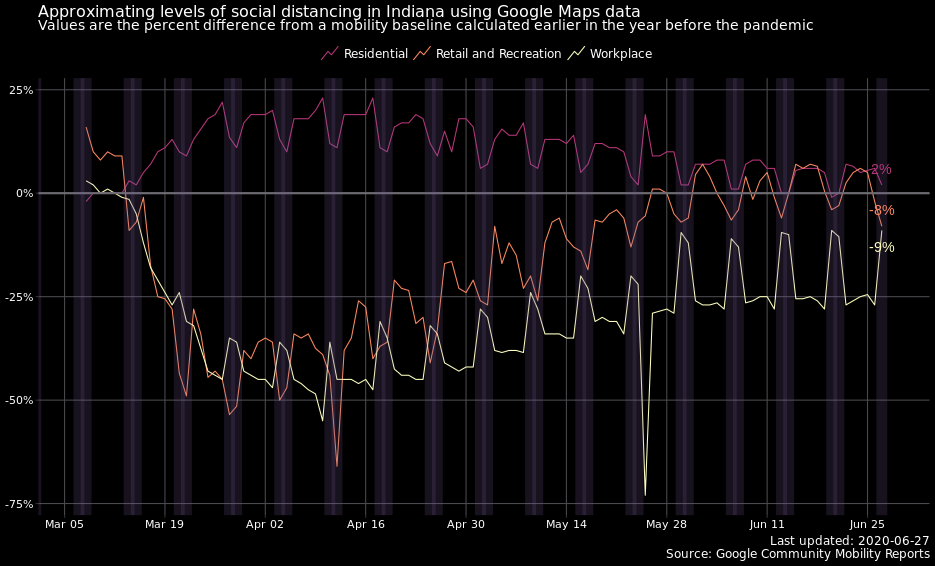 Approximating levels of social distancing in Indiana using Google Maps data
Values are the percent difference from a mobility baseline calculated earlier in the year before the pandemic
Residential Retail and Recreation Workplace
25%
0%
-25%
-50%
-75%
2%
-8%
-9%
Mar 05 Mar 19 Apr 02 Apr 16 Apr 30 May 14 May 28 Jun 11 Jun 25
Last updated: 2020-06-27
Source: Google Community Mobility Reports